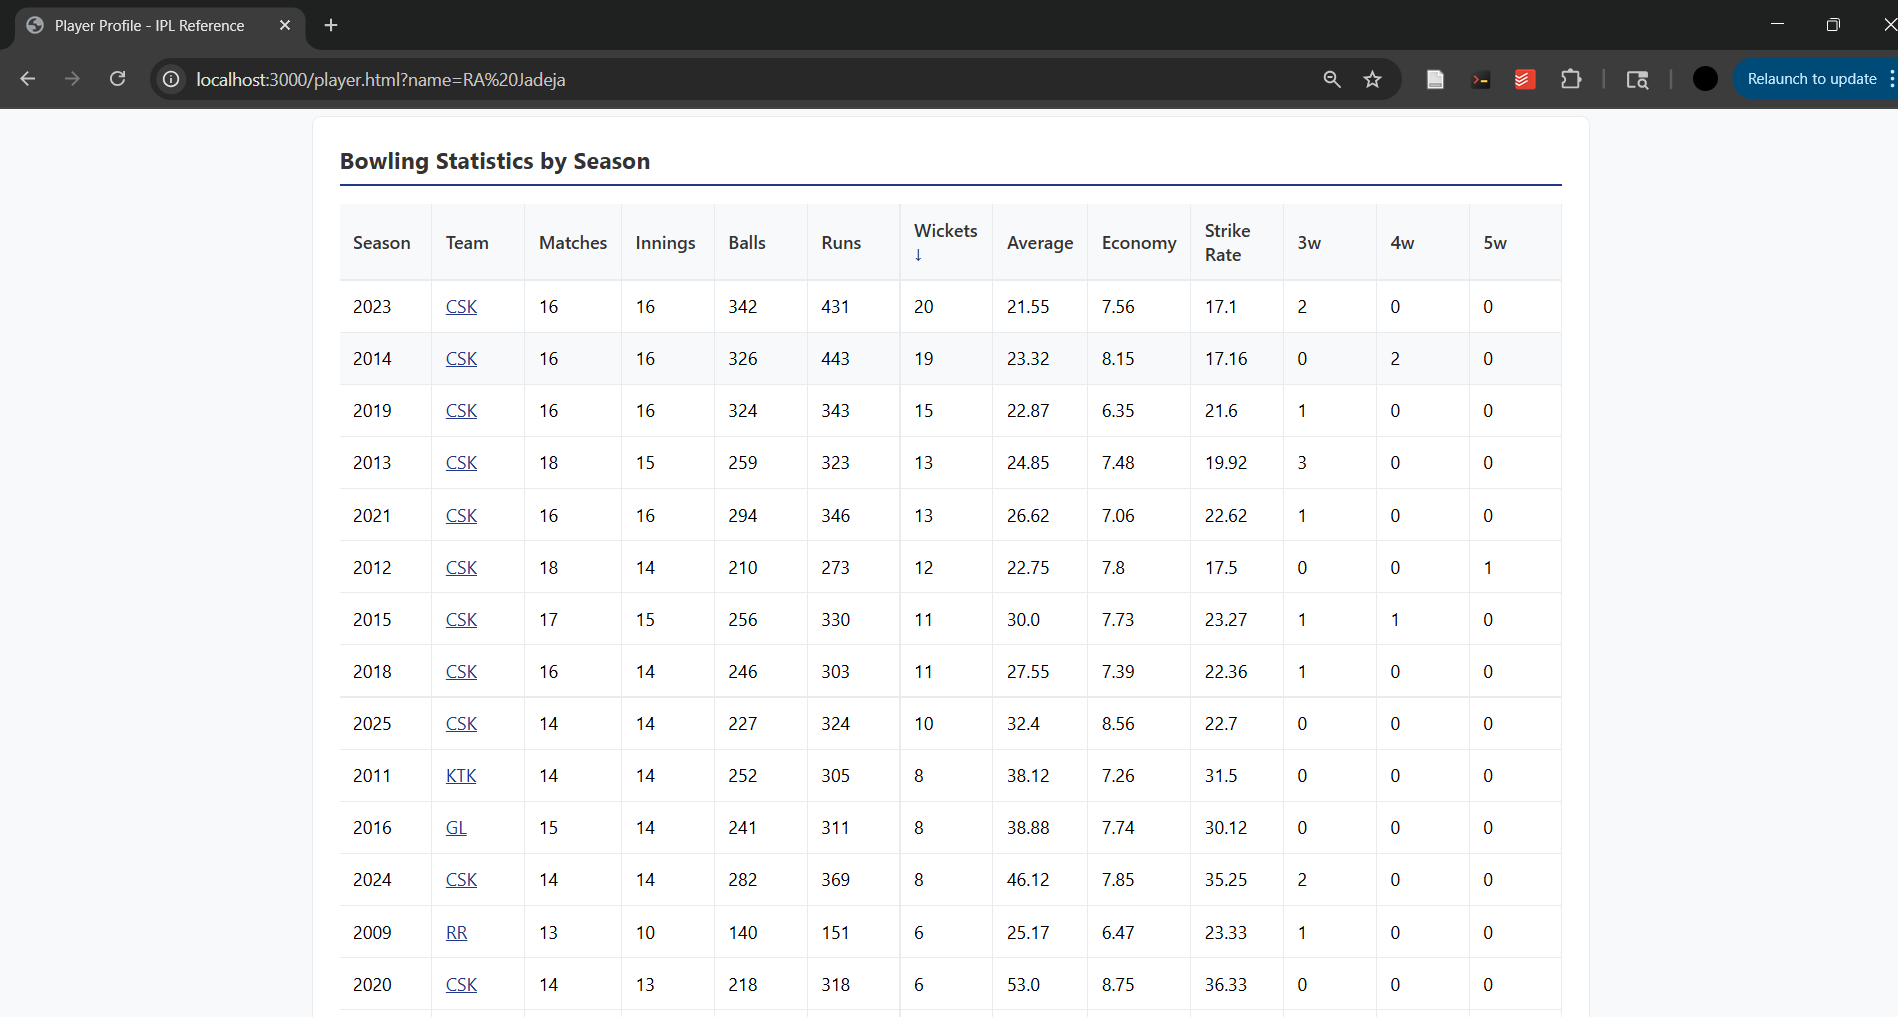 Player Profile - IPL Reference
localhost:3000/player.html?name=RA%20Jadeja
Relaunch to update
Bowling Statistics by Season
Season Team Matches Innings Balls Runs Wickets ↓ Average Economy Strike Rate 3w 4w 5w
2023 CSK 16 16 342 431 20 21.55 7.56 17.1 2 0 0
2014 CSK 16 16 326 443 19 23.32 8.15 17.16 0 2 0
2019 CSK 16 16 324 343 15 22.87 6.35 21.6 1 0 0
2013 CSK 18 15 259 323 13 24.85 7.48 19.92 3 0 0
2021 CSK 16 16 294 346 13 26.62 7.06 22.62 1 0 0
2012 CSK 18 14 210 273 12 22.75 7.8 17.5 0 0 1
2015 CSK 17 15 256 330 11 30.0 7.73 23.27 1 1 0
2018 CSK 16 14 246 303 11 27.55 7.39 22.36 1 0 0
2025 CSK 14 14 227 324 10 32.4 8.56 22.7 0 0 0
2011 KTK 14 14 252 305 8 38.12 7.26 31.5 0 0 0
2016 GL 15 14 241 311 8 38.88 7.74 30.12 0 0 0
2024 CSK 14 14 282 369 8 46.12 7.85 35.25 2 0 0
2009 RR 13 10 140 151 6 25.17 6.47 23.33 1 0 0
2020 CSK 14 13 218 318 6 53.0 8.75 36.33 0 0 0